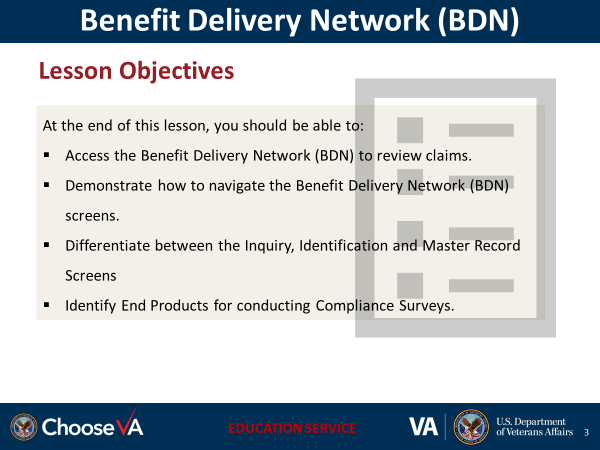 Benefit Delivery Network (BDN)
Lesson Objectives
At the end of this lesson, you should be able to:
▪ Access the Benefit Delivery Network (BDN) to review claims.
▪ Demonstrate how to navigate the Benefit Delivery Network (BDN)
screens.
▪ Differentiate between the Inquiry, Identification and Master Record
Screens
▪ Identify End Products for conducting Compliance Surveys.
Choose VA
EDUCATION SERVICE
VA
U.S. Department
of Veterans Affairs
3